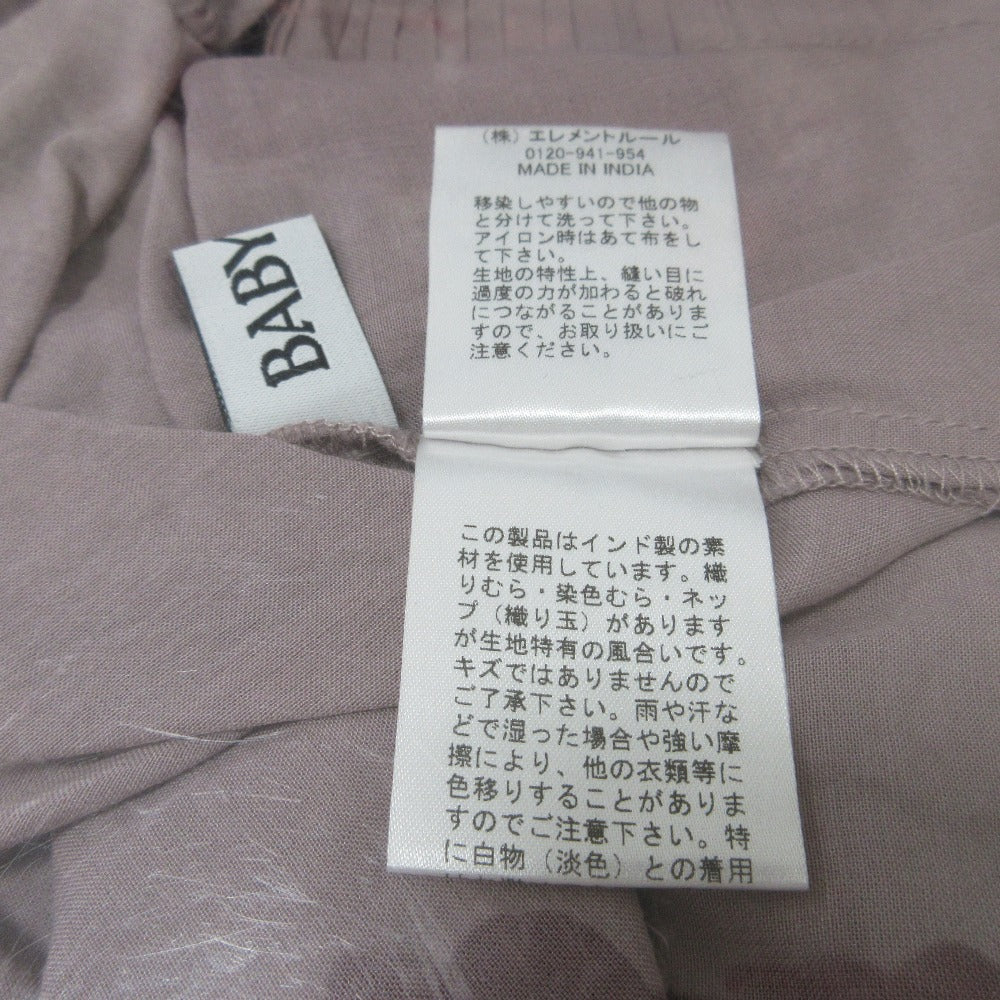 (株)エレメントルール
0120-941-954
MADE IN INDIA
移染しやすいので他の物
と分けて洗って下さい。
アイロン時はあて布をし
て下さい。
生地の特性上、縫い目に
過度の力が加わると破れ
につながることがありま
すので、お取り扱いにご
注意ください。
BABY
この製品はインド製の素
材を使用しています。織
りむら・染色むら・ネッ
プ(織り玉)があります
が生地特有の風合いです。
キズではありませんので
ご了承下さい。雨や汗な
どで湿った場合や強い摩
擦により、他の衣類等に
色移りすることがありま
すのでご注意下さい。特
に白物(淡色)との着用